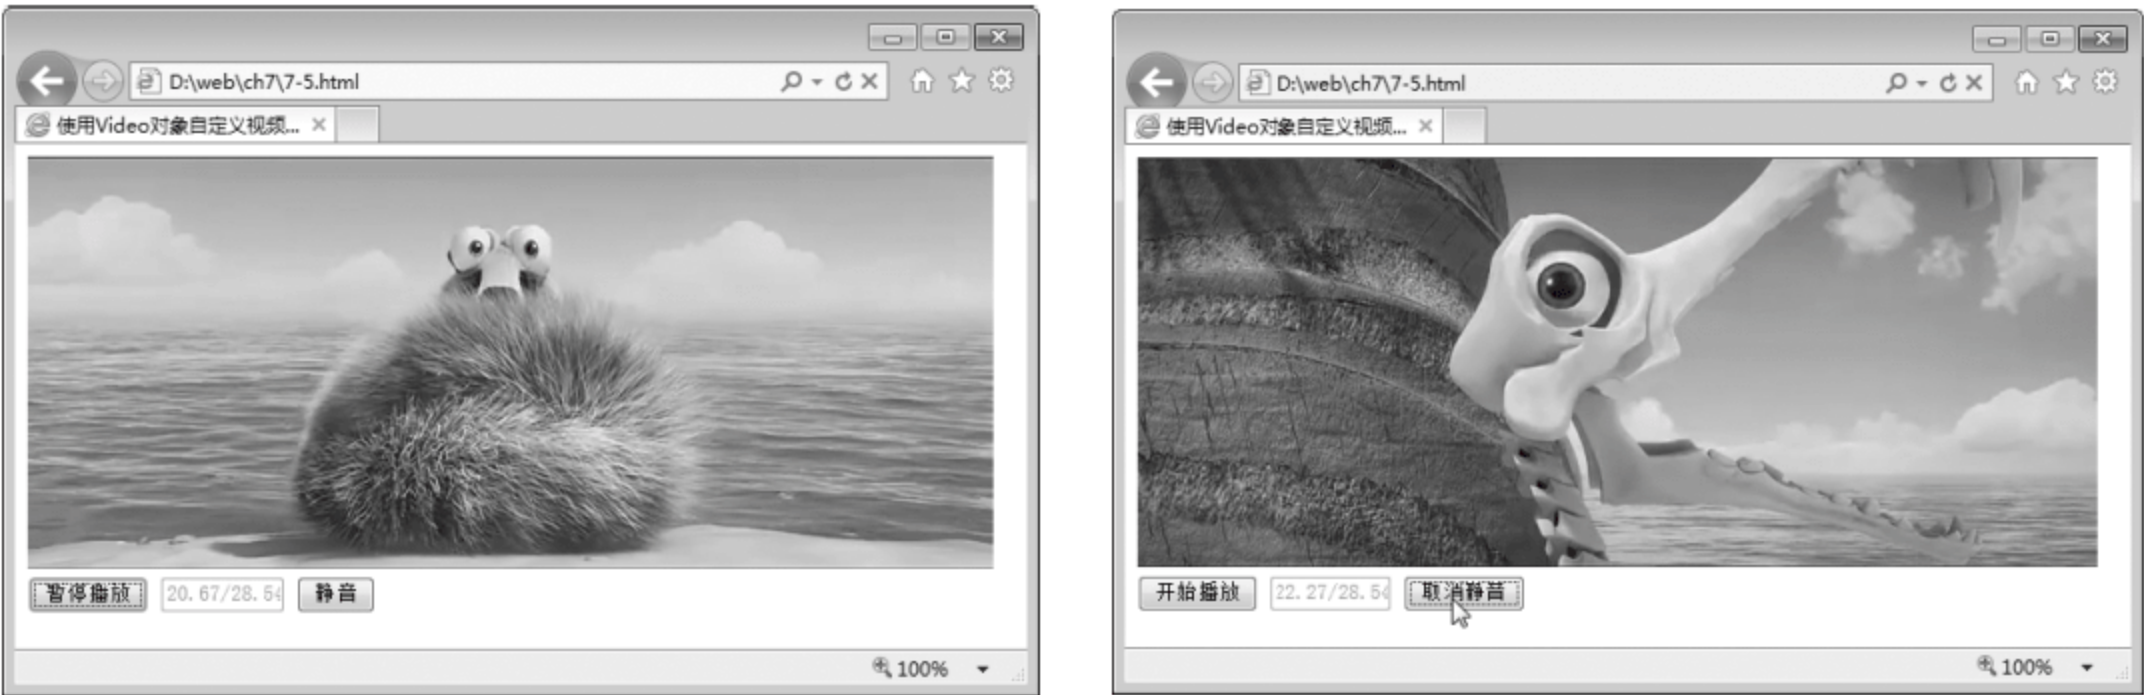 D:\web\ch7\7-5.html
使用Video对象自定义视频...
暂停播放 20.67/28.54 静音
100%
D:\web\ch7\7-5.html
使用Video对象自定义视频...
开始播放 22.27/28.54 取消静音
100%